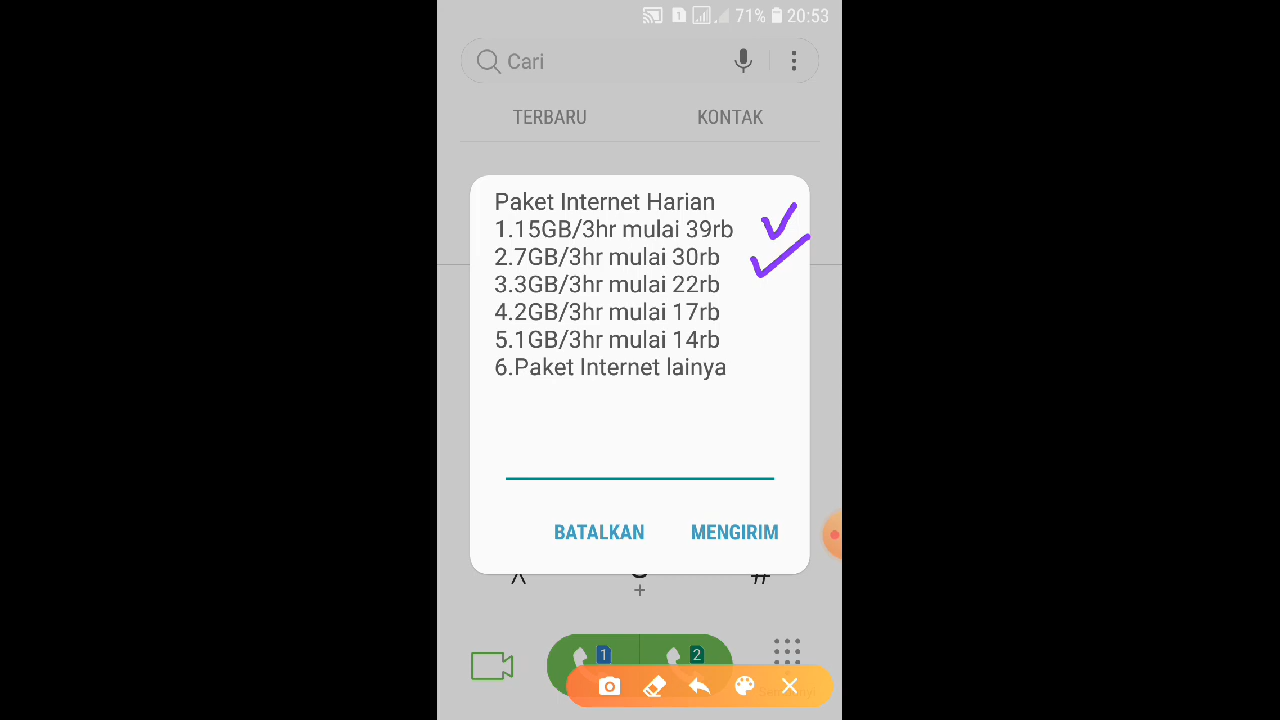 1 71% 20:53
Cari
TERBARU KONTAK
Paket Internet Harian
1.15GB/3hr mulai 39rb
2.7GB/3hr mulai 30rb
3.3GB/3hr mulai 22rb
4.2GB/3hr mulai 17rb
5.1GB/3hr mulai 14rb
6.Paket Internet lainya
BATALKAN MENGIRIM
#
+
1 2